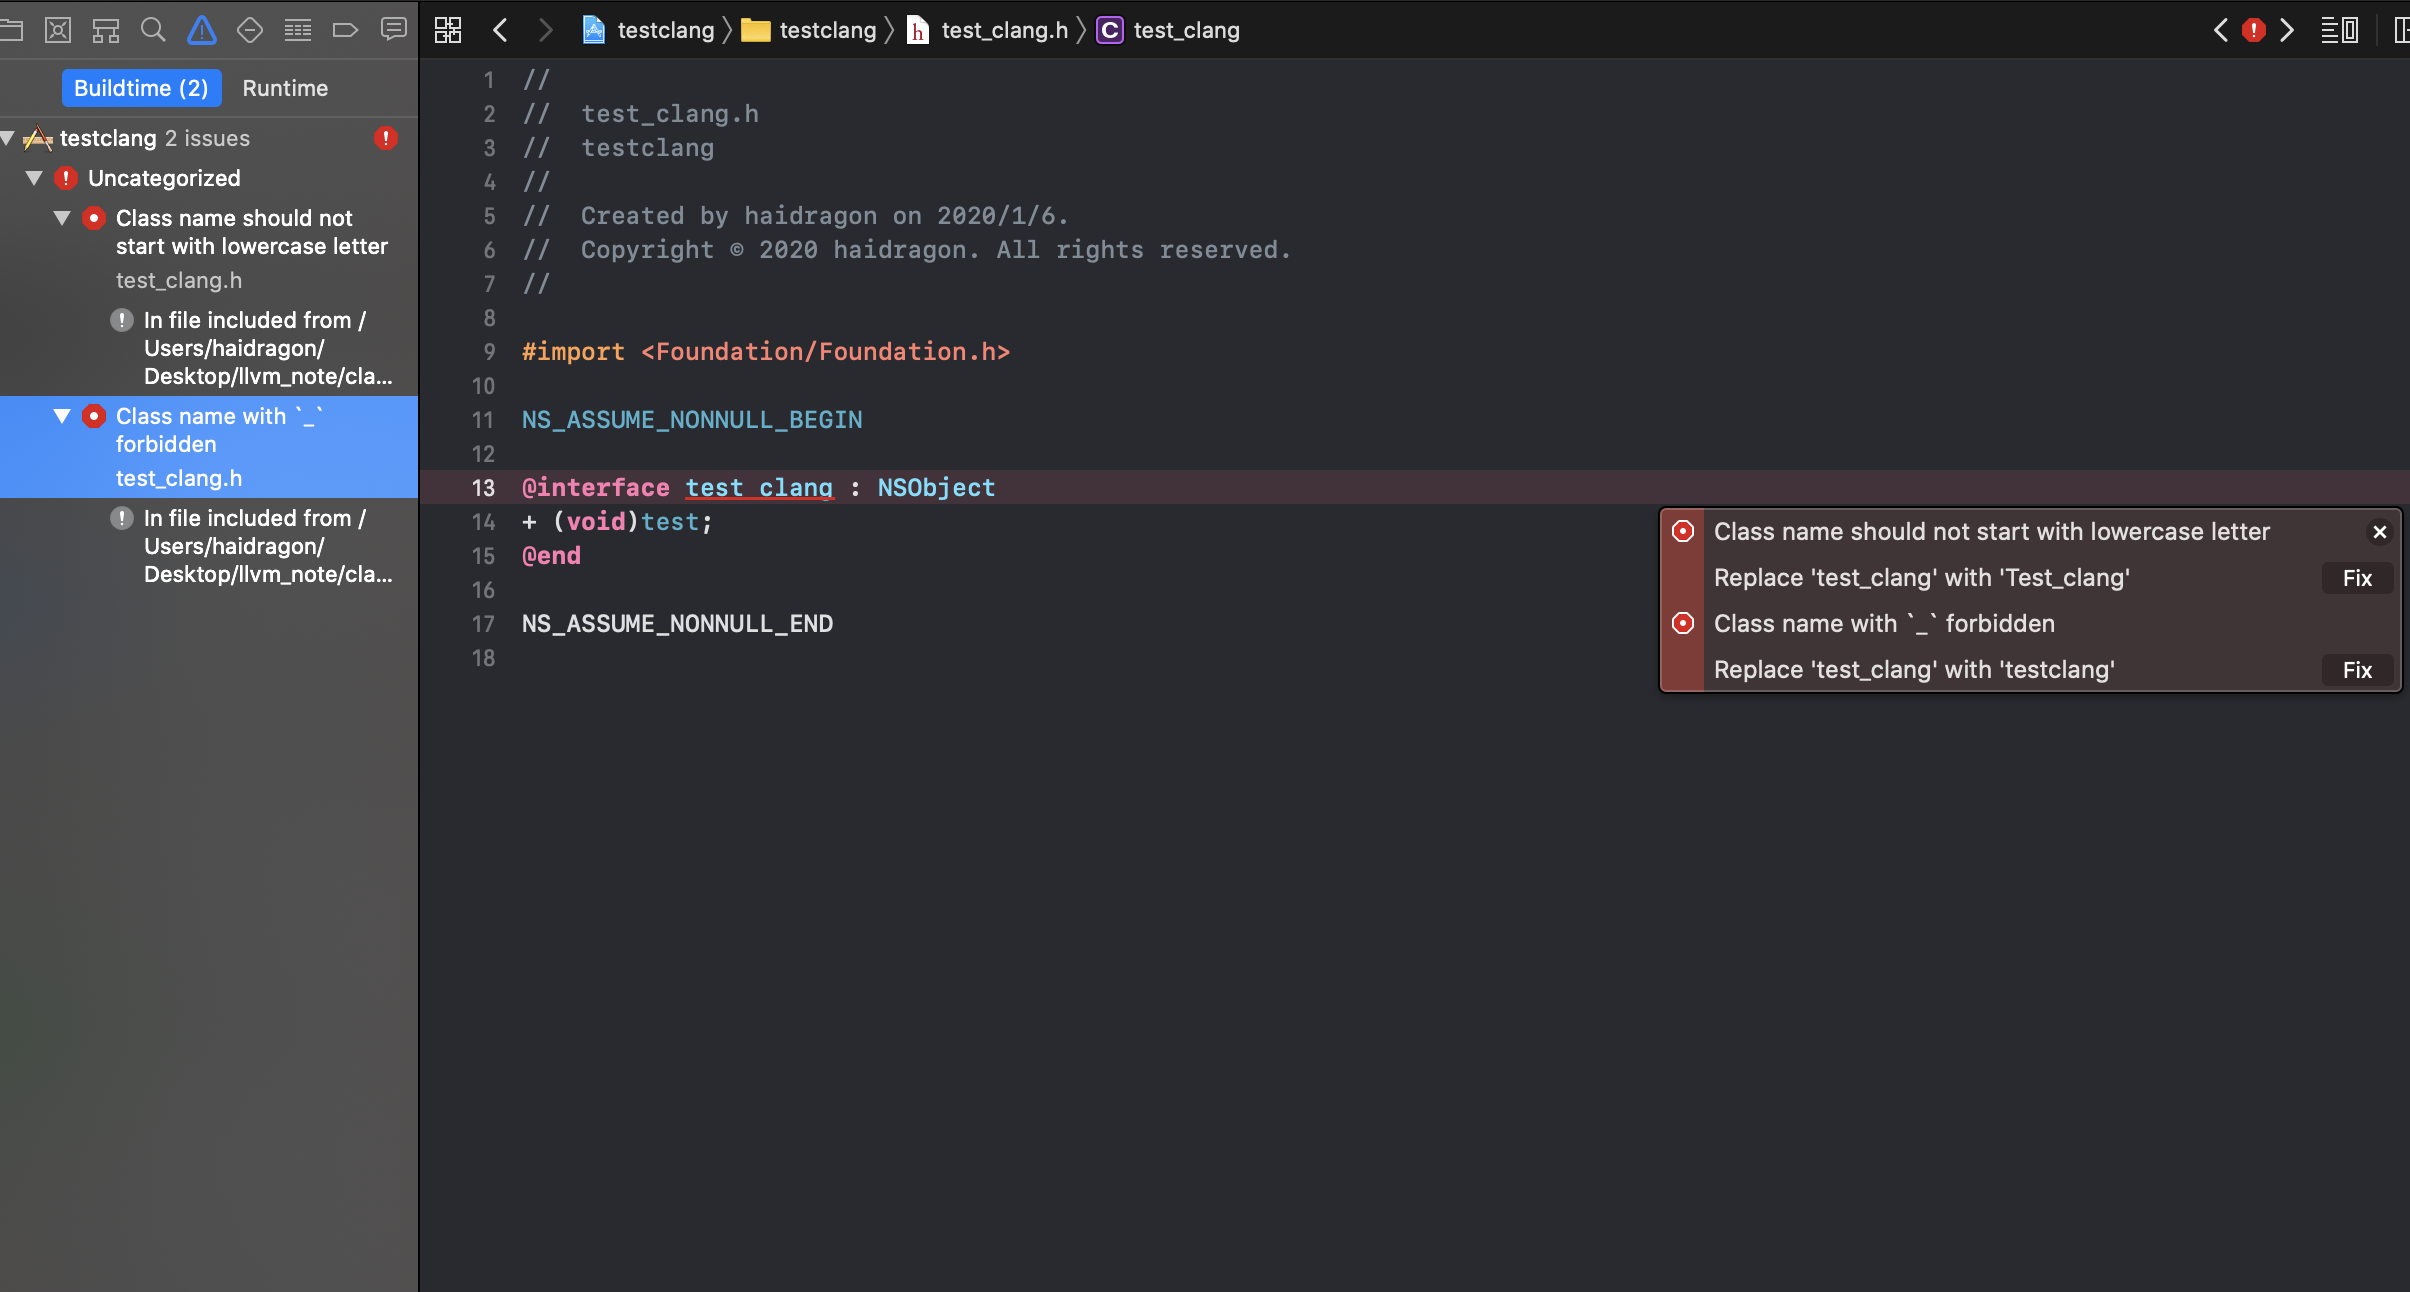 testclang testclang test_clang.h C test_clang
Buildtime (2) Runtime
testclang 2 issues
Uncategorized
Class name should not
start with lowercase letter
test_clang.h
In file included from /
Users/haidragon/
Desktop/llvm_note/cla...
Class name with `_`
forbidden
test_clang.h
In file included from /
Users/haidragon/
Desktop/llvm_note/cla...
1 //
2 //  test_clang.h
3 //  testclang
4 //
5 //  Created by haidragon on 2020/1/6.
6 //  Copyright © 2020 haidragon. All rights reserved.
7 //
8
9 #import <Foundation/Foundation.h>
10
11 NS_ASSUME_NONNULL_BEGIN
12
13 @interface test_clang : NSObject
14 + (void)test;
15 @end
16
17 NS_ASSUME_NONNULL_END
18
Class name should not start with lowercase letter
Replace 'test_clang' with 'Test_clang' Fix
Class name with `_` forbidden
Replace 'test_clang' with 'testclang' Fix